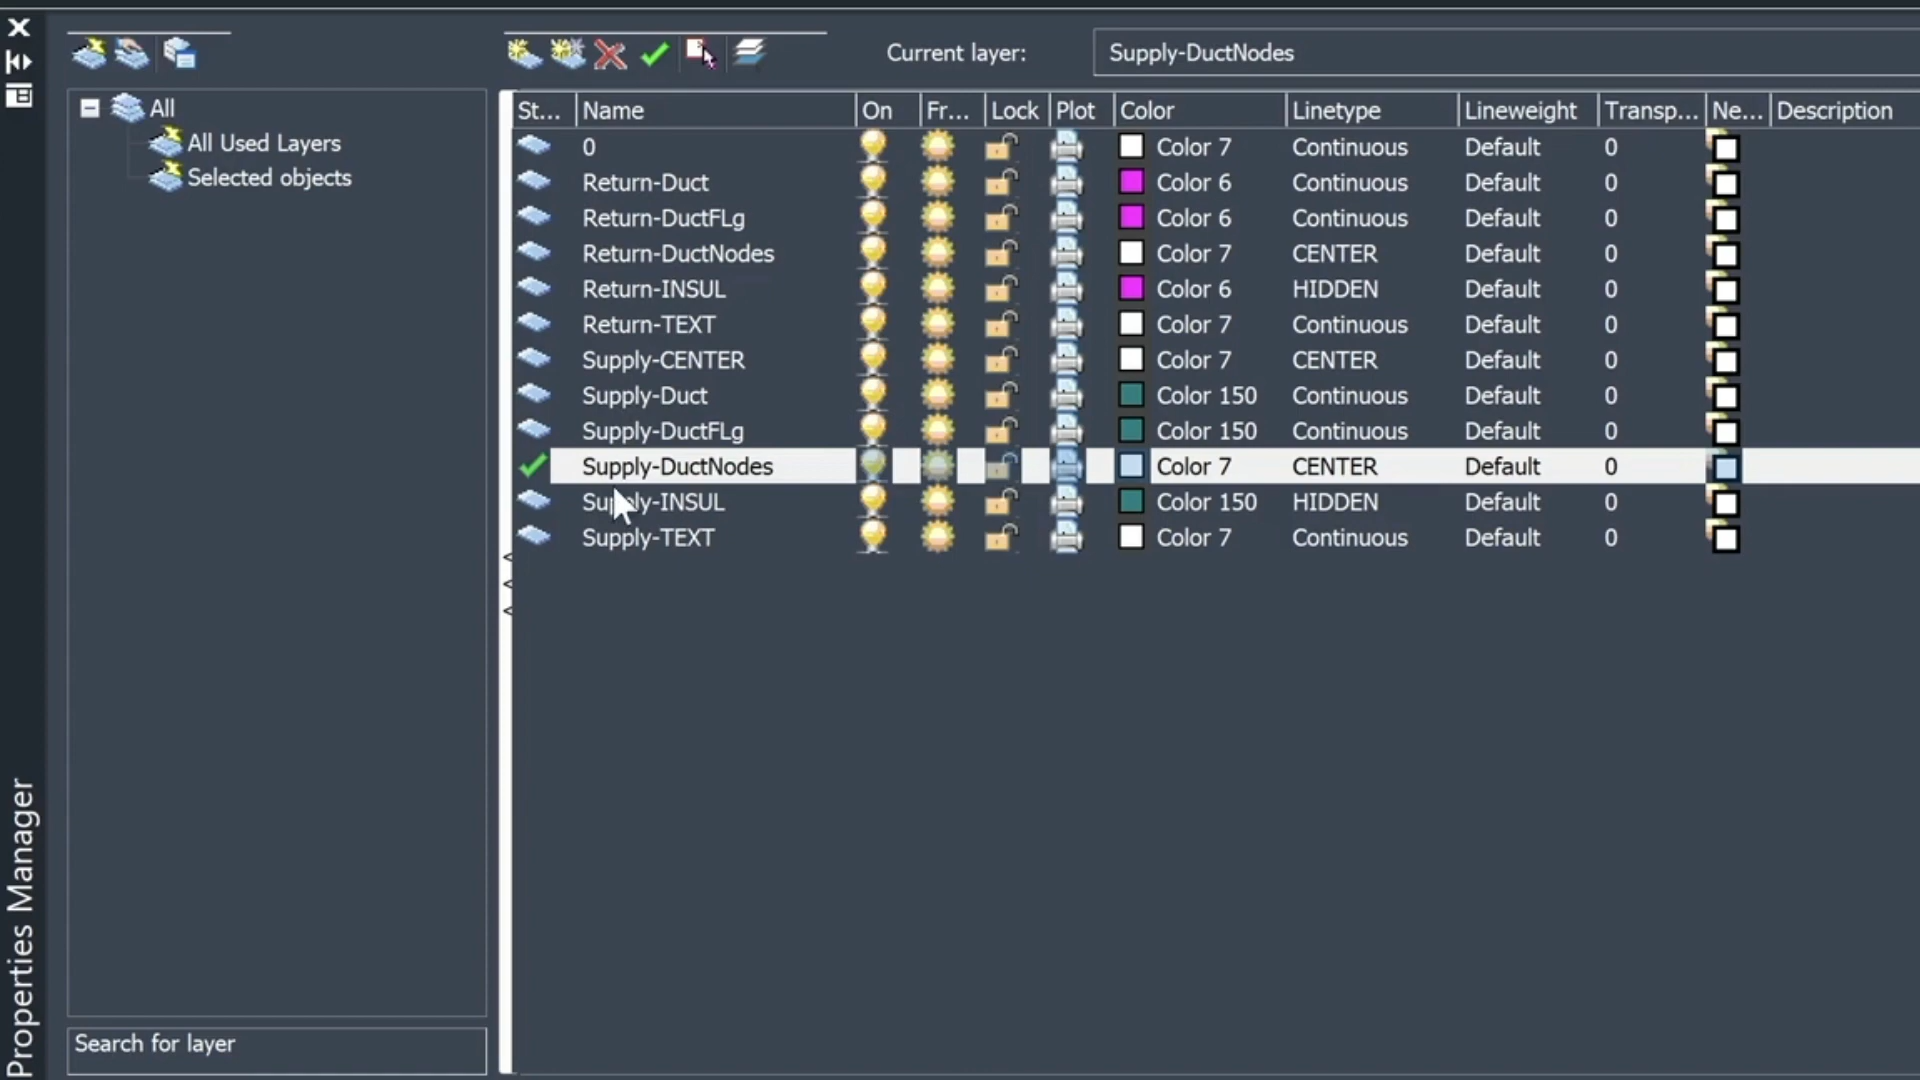 Current layer: Supply-DuctNodes
All
All Used Layers
Selected objects
St... Name On Fr... Lock Plot Color Linetype Lineweight Transp... Ne... Description
0 Color 7 Continuous Default 0
Return-Duct Color 6 Continuous Default 0
Return-DuctFLg Color 6 Continuous Default 0
Return-DuctNodes Color 7 CENTER Default 0
Return-INSUL Color 6 HIDDEN Default 0
Return-TEXT Color 7 Continuous Default 0
Supply-CENTER Color 7 CENTER Default 0
Supply-Duct Color 150 Continuous Default 0
Supply-DuctFLg Color 150 Continuous Default 0
Supply-DuctNodes Color 7 CENTER Default 0
Supply-INSUL Color 150 HIDDEN Default 0
Supply-TEXT Color 7 Continuous Default 0
Search for layer
Properties Manager